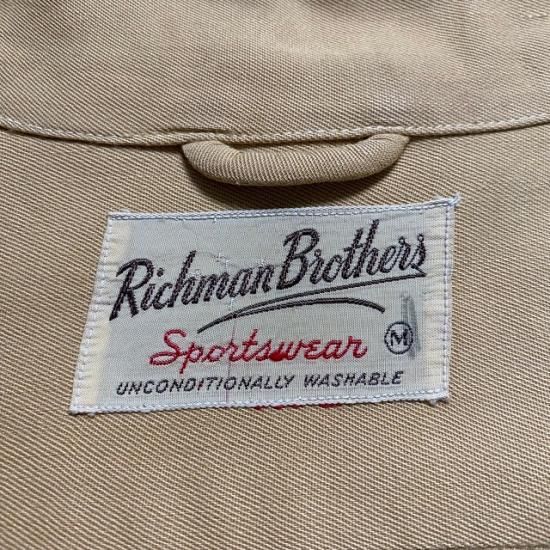 Richman Brothers
Sportswear M
UNCONDITIONALLY WASHABLE